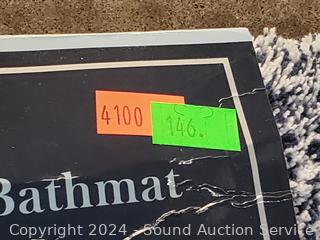 4100
146.
Bathmat
Copyright 2024 - Sound Auction Service